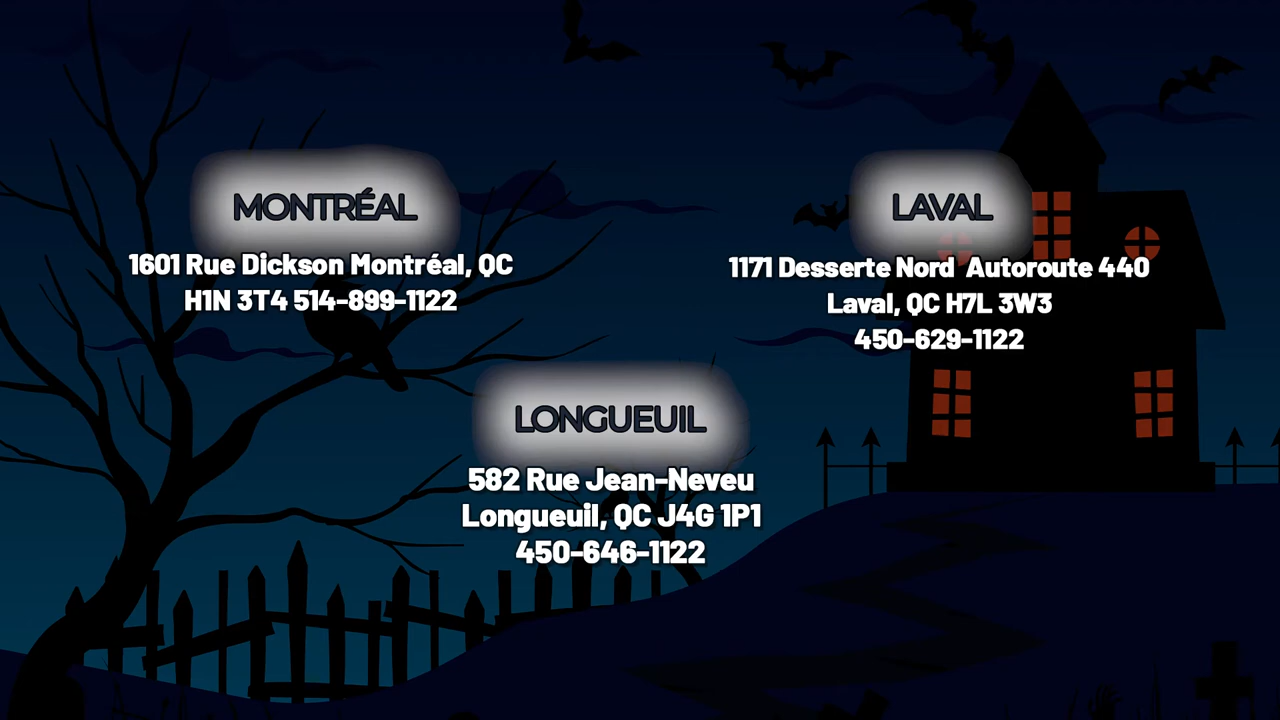 MONTRÉAL
1601 Rue Dickson Montréal, QC
H1N 3T4 514-899-1122
LAVAL
1171 Desserte Nord  Autoroute 440
Laval, QC H7L 3W3
450-629-1122
LONGUEUIL
582 Rue Jean-Neveu
Longueuil, QC J4G 1P1
450-646-1122